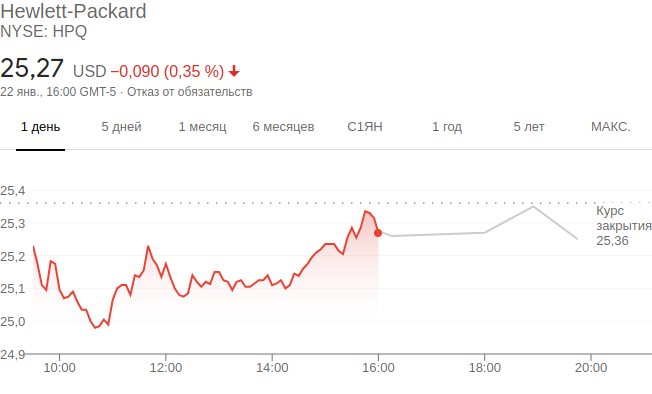 Hewlett-Packard
NYSE: HPQ
25,27 USD −0,090 (0,35 %)
22 янв., 16:00 GMT-5 · Отказ от обязательств
1 день 5 дней 1 месяц 6 месяцев С1ЯН 1 год 5 лет МАКС.
25,4
Курс
закрытия
25,36
25,3
25,2
25,1
25,0
24,9
10:00 12:00 14:00 16:00 18:00 20:00